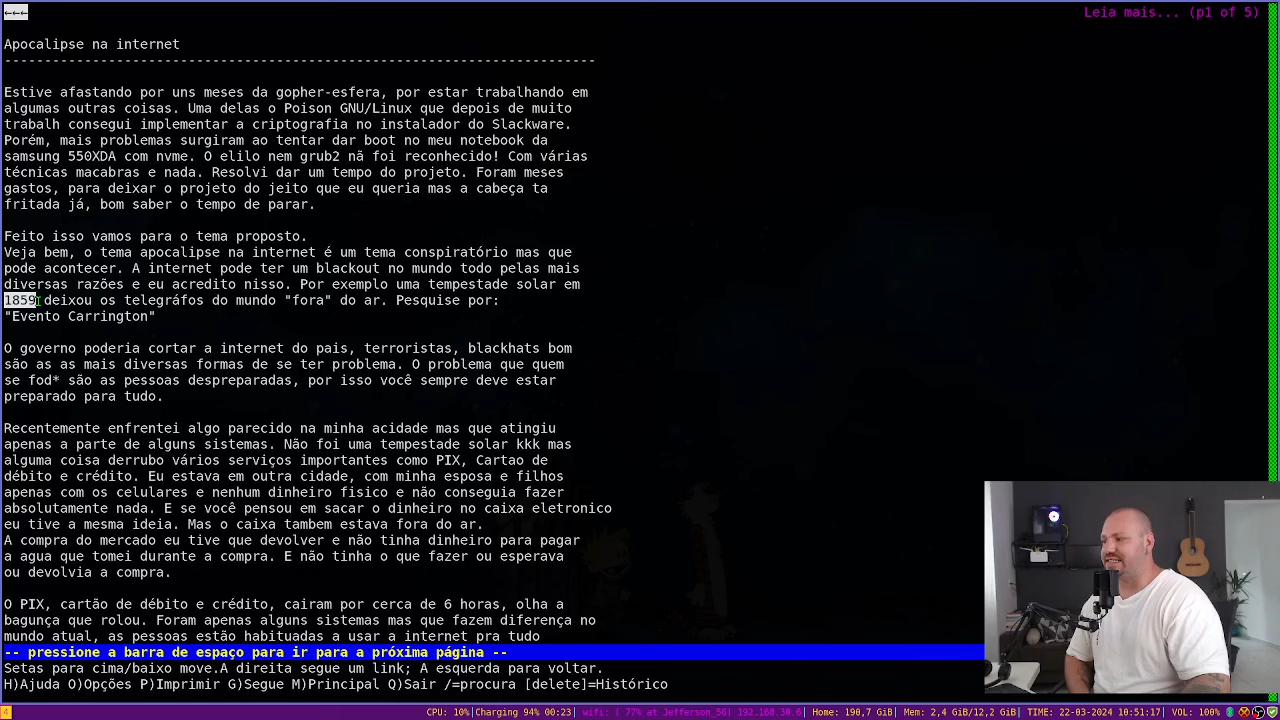 ←←←
Leia mais... (p1 of 5)
Apocalipse na internet
--------------------------------------------------------------------------
Estive afastando por uns meses da gopher-esfera, por estar trabalhando em
algumas outras coisas. Uma delas o Poison GNU/Linux que depois de muito
trabalh consegui implementar a criptografia no instalador do Slackware.
Porém, mais problemas surgiram ao tentar dar boot no meu notebook da
samsung 550XDA com nvme. O elilo nem grub2 nã foi reconhecido! Com várias
técnicas macabras e nada. Resolvi dar um tempo do projeto. Foram meses
gastos, para deixar o projeto do jeito que eu queria mas a cabeça ta
fritada já, bom saber o tempo de parar.
Feito isso vamos para o tema proposto.
Veja bem, o tema apocalipse na internet é um tema conspiratório mas que
pode acontecer. A internet pode ter um blackout no mundo todo pelas mais
diversas razões e eu acredito nisso. Por exemplo uma tempestade solar em
1859 deixou os telegráfos do mundo "fora" do ar. Pesquise por:
"Evento Carrington"
O governo poderia cortar a internet do pais, terroristas, blackhats bom
são as as mais diversas formas de se ter problema. O problema que quem
se fod* são as pessoas despreparadas, por isso você sempre deve estar
preparado para tudo.
Recentemente enfrentei algo parecido na minha acidade mas que atingiu
apenas a parte de alguns sistemas. Não foi uma tempestade solar kkk mas
alguma coisa derrubo vários serviços importantes como PIX, Cartao de
débito e crédito. Eu estava em outra cidade, com minha esposa e filhos
apenas com os celulares e nenhum dinheiro fisico e não conseguia fazer
absolutamente nada. E se você pensou em sacar o dinheiro no caixa eletronico
eu tive a mesma ideia. Mas o caixa tambem estava fora do ar.
A compra do mercado eu tive que devolver e não tinha dinheiro para pagar
a agua que tomei durante a compra. E não tinha o que fazer ou esperava
ou devolvia a compra.
O PIX, cartão de débito e crédito, cairam por cerca de 6 horas, olha a
bagunça que rolou. Foram apenas alguns sistemas mas que fazem diferença no
mundo atual, as pessoas estão habituadas a usar a internet pra tudo
-- pressione a barra de espaço para ir para a próxima página --
Setas para cima/baixo move.A direita segue um link; A esquerda para voltar.
H)Ajuda O)Opções P)Imprimir G)Segue M)Principal Q)Sair /=procura [delete]=Histórico
4 CPU: 10%|Charging 94% 00:23| wifi: ( 77% at Jefferson_5G) 192.168.30.6| Home: 190,7 GiB| Mem: 2,4 GiB/12,2 GiB| TIME: 22-03-2024 10:51:17| VOL: 100%